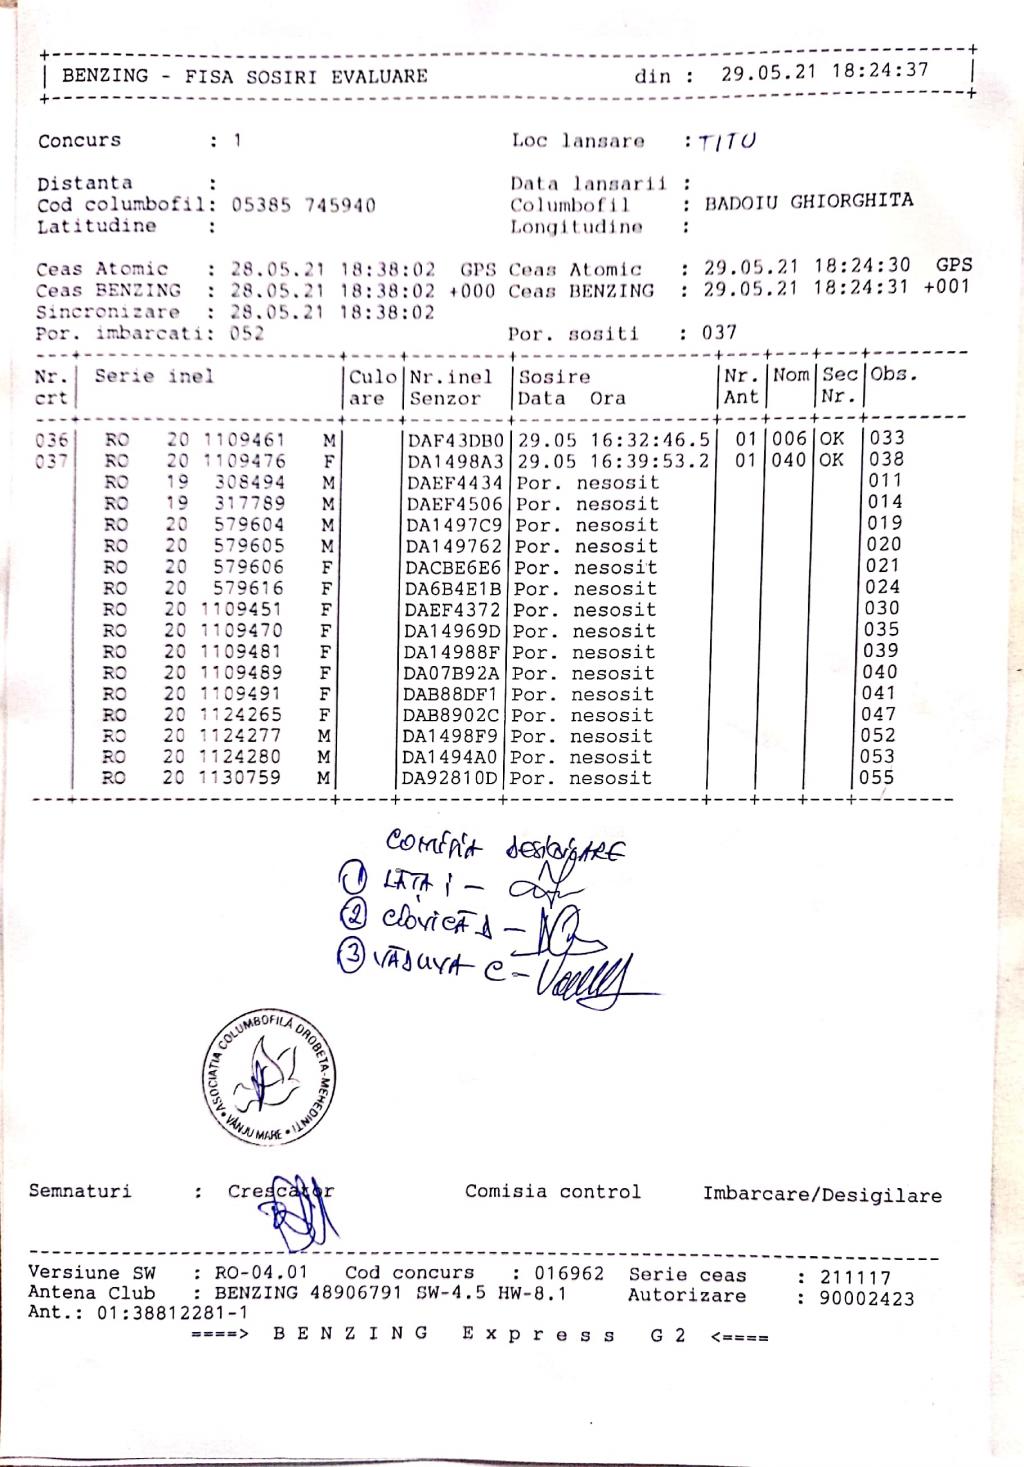 BENZING - FISA SOSIRI EVALUARE din : 29.05.21 18:24:37
Concurs : 1 Loc lansare : TITU
Distanta : Data lansarii :
Cod columbofil: 05385 745940 Columbofil : BADOIU GHIORGHITA
Latitudine : Longitudine :
Ceas Atomic : 28.05.21 18:38:02 GPS Ceas Atomic : 29.05.21 18:24:30 GPS
Ceas BENZING : 28.05.21 18:38:02 +000 Ceas BENZING : 29.05.21 18:24:31 +001
Sincronizare : 28.05.21 18:38:02
Por. imbarcati: 052 Por. sositi : 037
Nr. Serie inel Culo Nr.inel Sosire Nr. Nom Sec Obs.
crt are Senzor Data Ora Ant Nr.
036 RO 20 1109461 M DAF43DB0 29.05 16:32:46.5 01 006 OK 033
037 RO 20 1109476 F DA1498A3 29.05 16:39:53.2 01 040 OK 038
RO 19 308494 M DAEF4434 Por. nesosit 011
RO 19 317789 M DAEF4506 Por. nesosit 014
RO 20 579604 M DA1497C9 Por. nesosit 019
RO 20 579605 M DA149762 Por. nesosit 020
RO 20 579606 F DACBE6E6 Por. nesosit 021
RO 20 579616 F DA6B4E1B Por. nesosit 024
RO 20 1109451 F DAEF4372 Por. nesosit 030
RO 20 1109470 F DA14969D Por. nesosit 035
RO 20 1109481 F DA14988F Por. nesosit 039
RO 20 1109489 F DA07B92A Por. nesosit 040
RO 20 1109491 F DAB88DF1 Por. nesosit 041
RO 20 1124265 F DAB8902C Por. nesosit 047
RO 20 1124277 M DA1498F9 Por. nesosit 052
RO 20 1124280 M DA1494A0 Por. nesosit 053
RO 20 1130759 M DA92810D Por. nesosit 055
1 LĂTA I -
2
3 VĂDUVA C -
ASOCIATIA COLUMBOFILĂ DROBETA-MEHEDINTI
VÂNJU MARE
Semnaturi : Crescator Comisia control Imbarcare/Desigilare
Versiune SW : RO-04.01 Cod concurs : 016962 Serie ceas : 211117
Antena Club : BENZING 48906791 SW-4.5 HW-8.1 Autorizare : 90002423
Ant.: 01:38812281-1
====> BENZING Express G2 <====